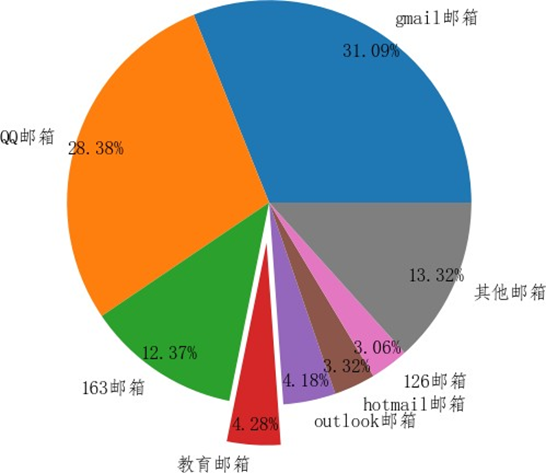 gmail邮箱
31.09%
QQ邮箱
28.38%
163邮箱
12.37%
教育邮箱
4.28%
outlook邮箱
4.18%
hotmail邮箱
3.32%
126邮箱
3.06%
其他邮箱
13.32%